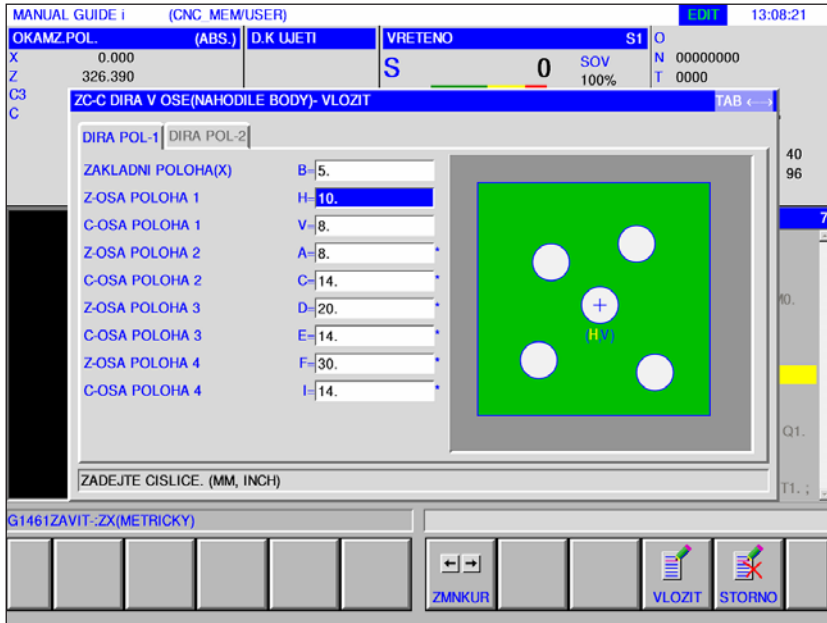 MANUAL GUIDE i (CNC_MEM/USER) EDIT 13:08:21
OKAMZ.POL. (ABS.) D.K UJETI VRETENO S1 O
X 0.000 S 0 SOV N 00000000
Z 326.390 100% T 0000
C3
C
ZC-C DIRA V OSE(NAHODILE BODY)- VLOZIT TAB
DIRA POL-1 DIRA POL-2
ZAKLADNI POLOHA(X) B= 5.
Z-OSA POLOHA 1 H= 10.
C-OSA POLOHA 1 V= 8.
Z-OSA POLOHA 2 A= 8. *
C-OSA POLOHA 2 C= 14. *
Z-OSA POLOHA 3 D= 20. *
C-OSA POLOHA 3 E= 14. *
Z-OSA POLOHA 4 F= 30. *
C-OSA POLOHA 4 I= 14. *
(H,V)
40
96
7
Q1.
T1. ;
ZADEJTE CISLICE. (MM, INCH)
G1461ZAVIT-:ZX(METRICKY)
ZMNKUR VLOZIT STORNO